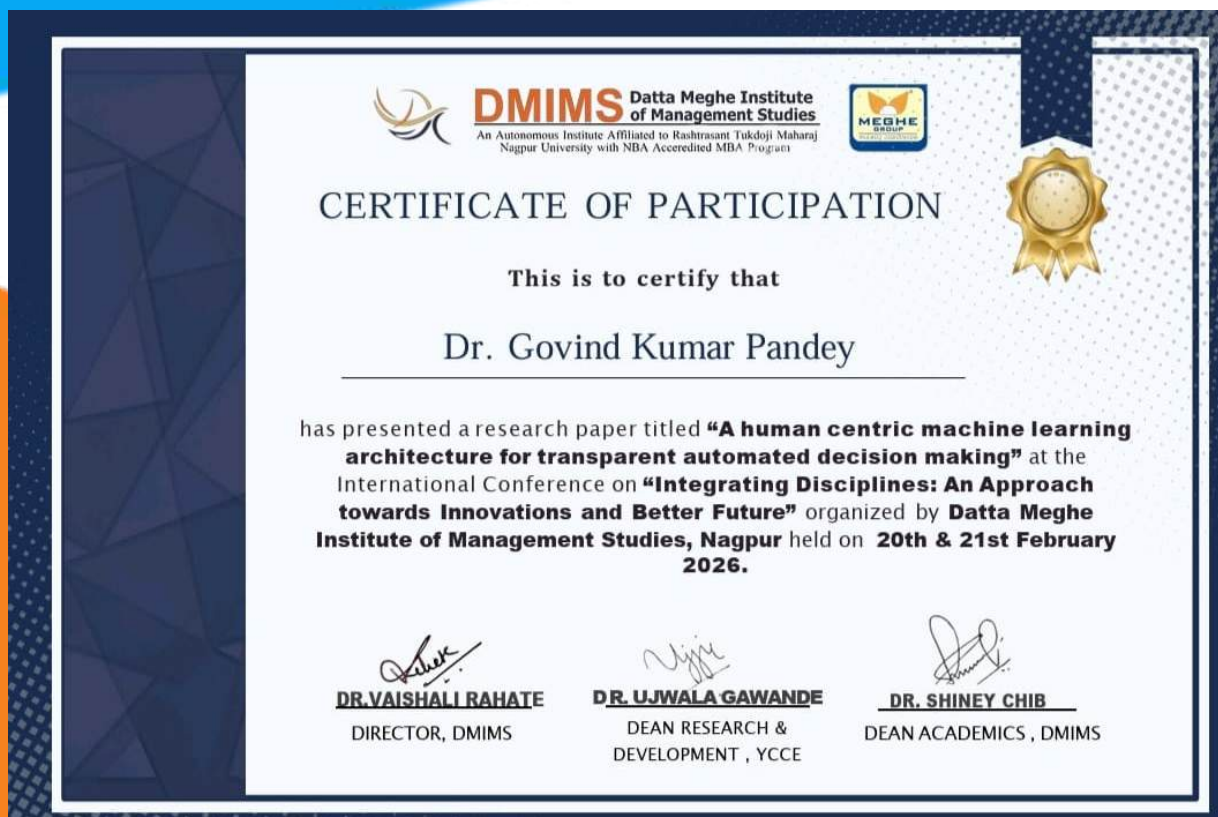 DMIMS Datta Meghe Institute
of Management Studies
An Autonomous Institute Affiliated to Rashtrasant Tukdoji Maharaj
Nagpur University with NBA Acceredited MBA Program
MEGHE
GROUP
CERTIFICATE OF PARTICIPATION
This is to certify that
Dr. Govind Kumar Pandey
has presented a research paper titled “A human centric machine learning
architecture for transparent automated decision making” at the
International Conference on “Integrating Disciplines: An Approach
towards Innovations and Better Future” organized by Datta Meghe
Institute of Management Studies, Nagpur held on 20th & 21st February
2026.
DR.VAISHALI RAHATE
DIRECTOR, DMIMS
DR. UJWALA GAWANDE
DEAN RESEARCH &
DEVELOPMENT , YCCE
DR. SHINEY CHIB
DEAN ACADEMICS , DMIMS